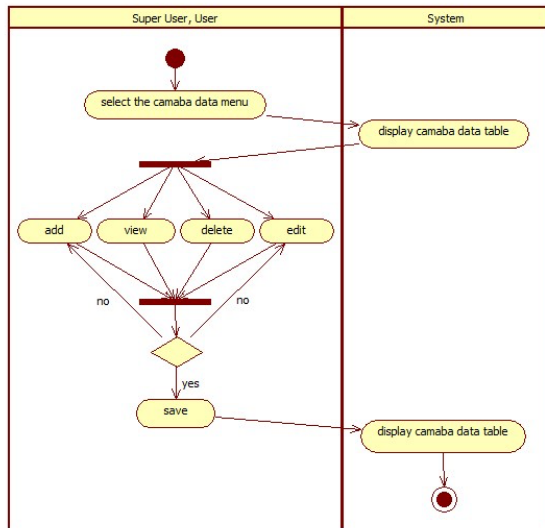 Super User, User
System
select the camaba data menu
display camaba data table
add
view
delete
edit
no
no
yes
save
display camaba data table